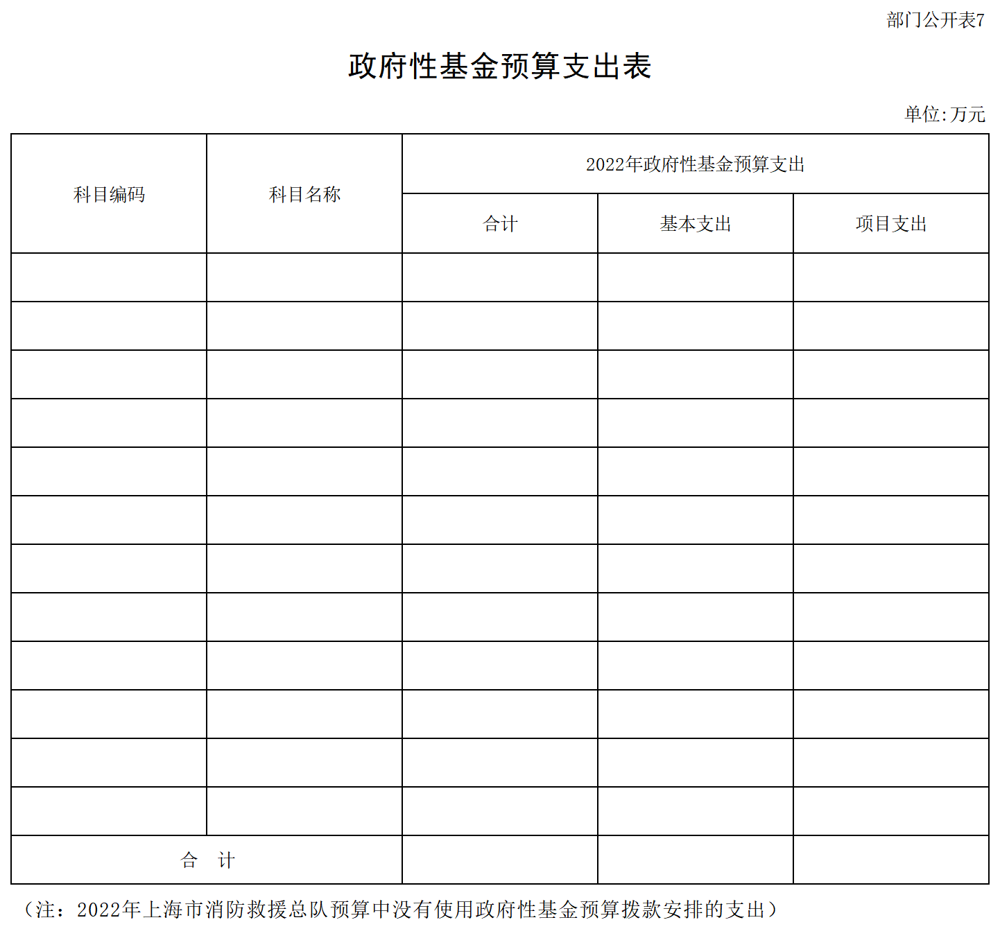 部门公开表7
政府性基金预算支出表
单位:万元
科目编码
科目名称
2022年政府性基金预算支出
合计
基本支出
项目支出
合 计
（注：2022年上海市消防救援总队预算中没有使用政府性基金预算拨款安排的支出）